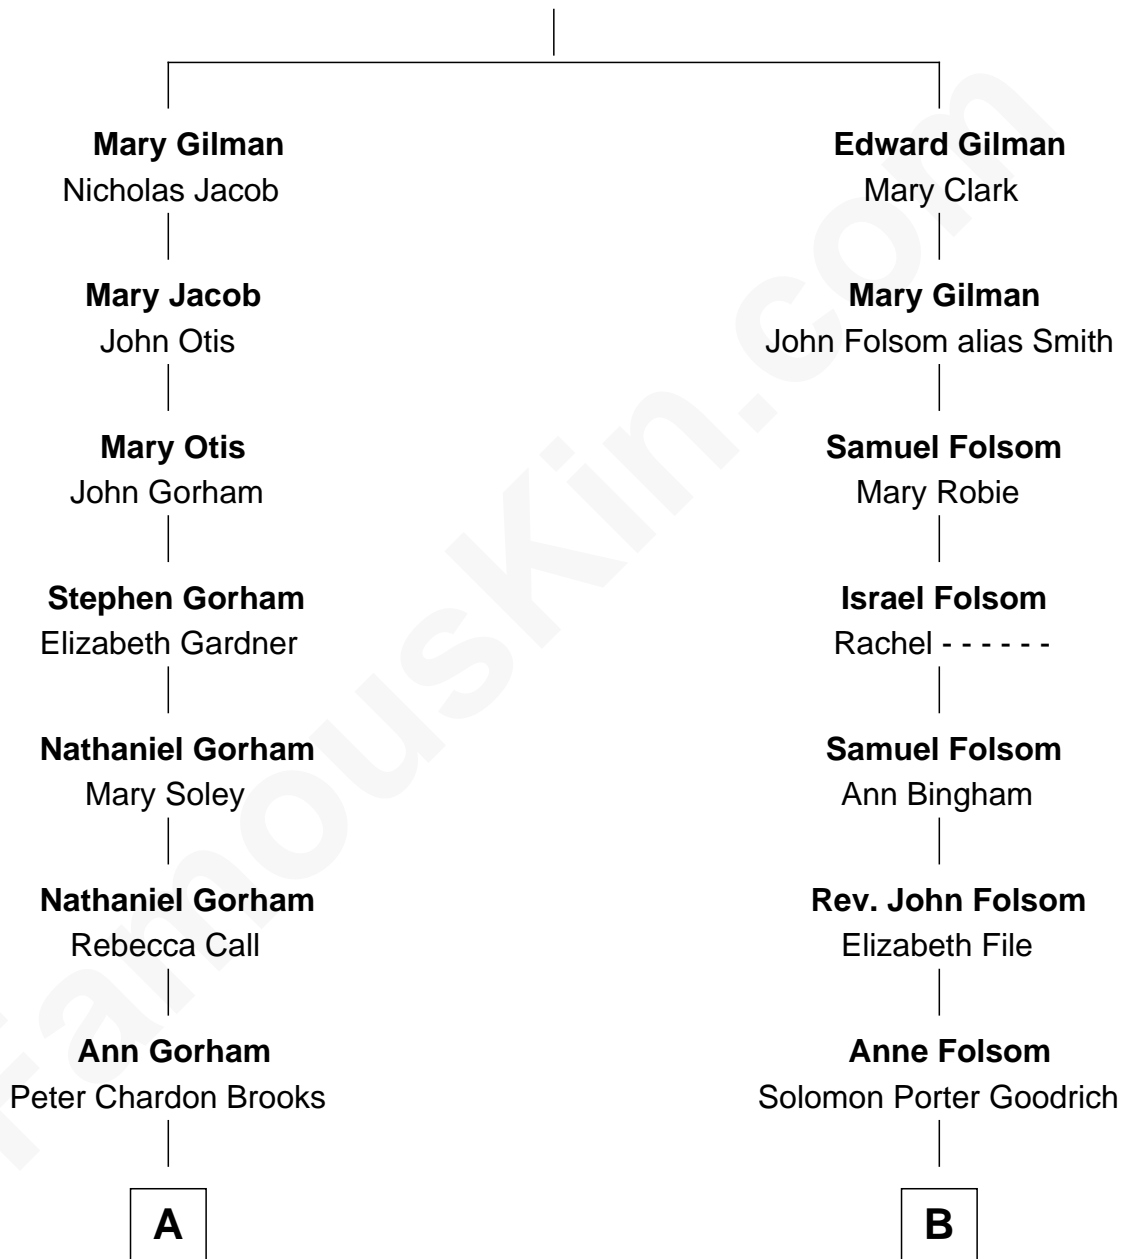 Mary Gilman
Nicholas Jacob
Mary Jacob
John Otis
Mary Otis
John Gorham
Stephen Gorham
Elizabeth Gardner
Nathaniel Gorham
Mary Soley
Nathaniel Gorham
Rebecca Call
Ann Gorham
Peter Chardon Brooks
A
Edward Gilman
Mary Clark
Mary Gilman
John Folsom alias Smith
Samuel Folsom
Mary Robie
Israel Folsom
Rachel - - - - - -
Samuel Folsom
Ann Bingham
Rev. John Folsom
Elizabeth File
Anne Folsom
Solomon Porter Goodrich
B
FamousKin.com